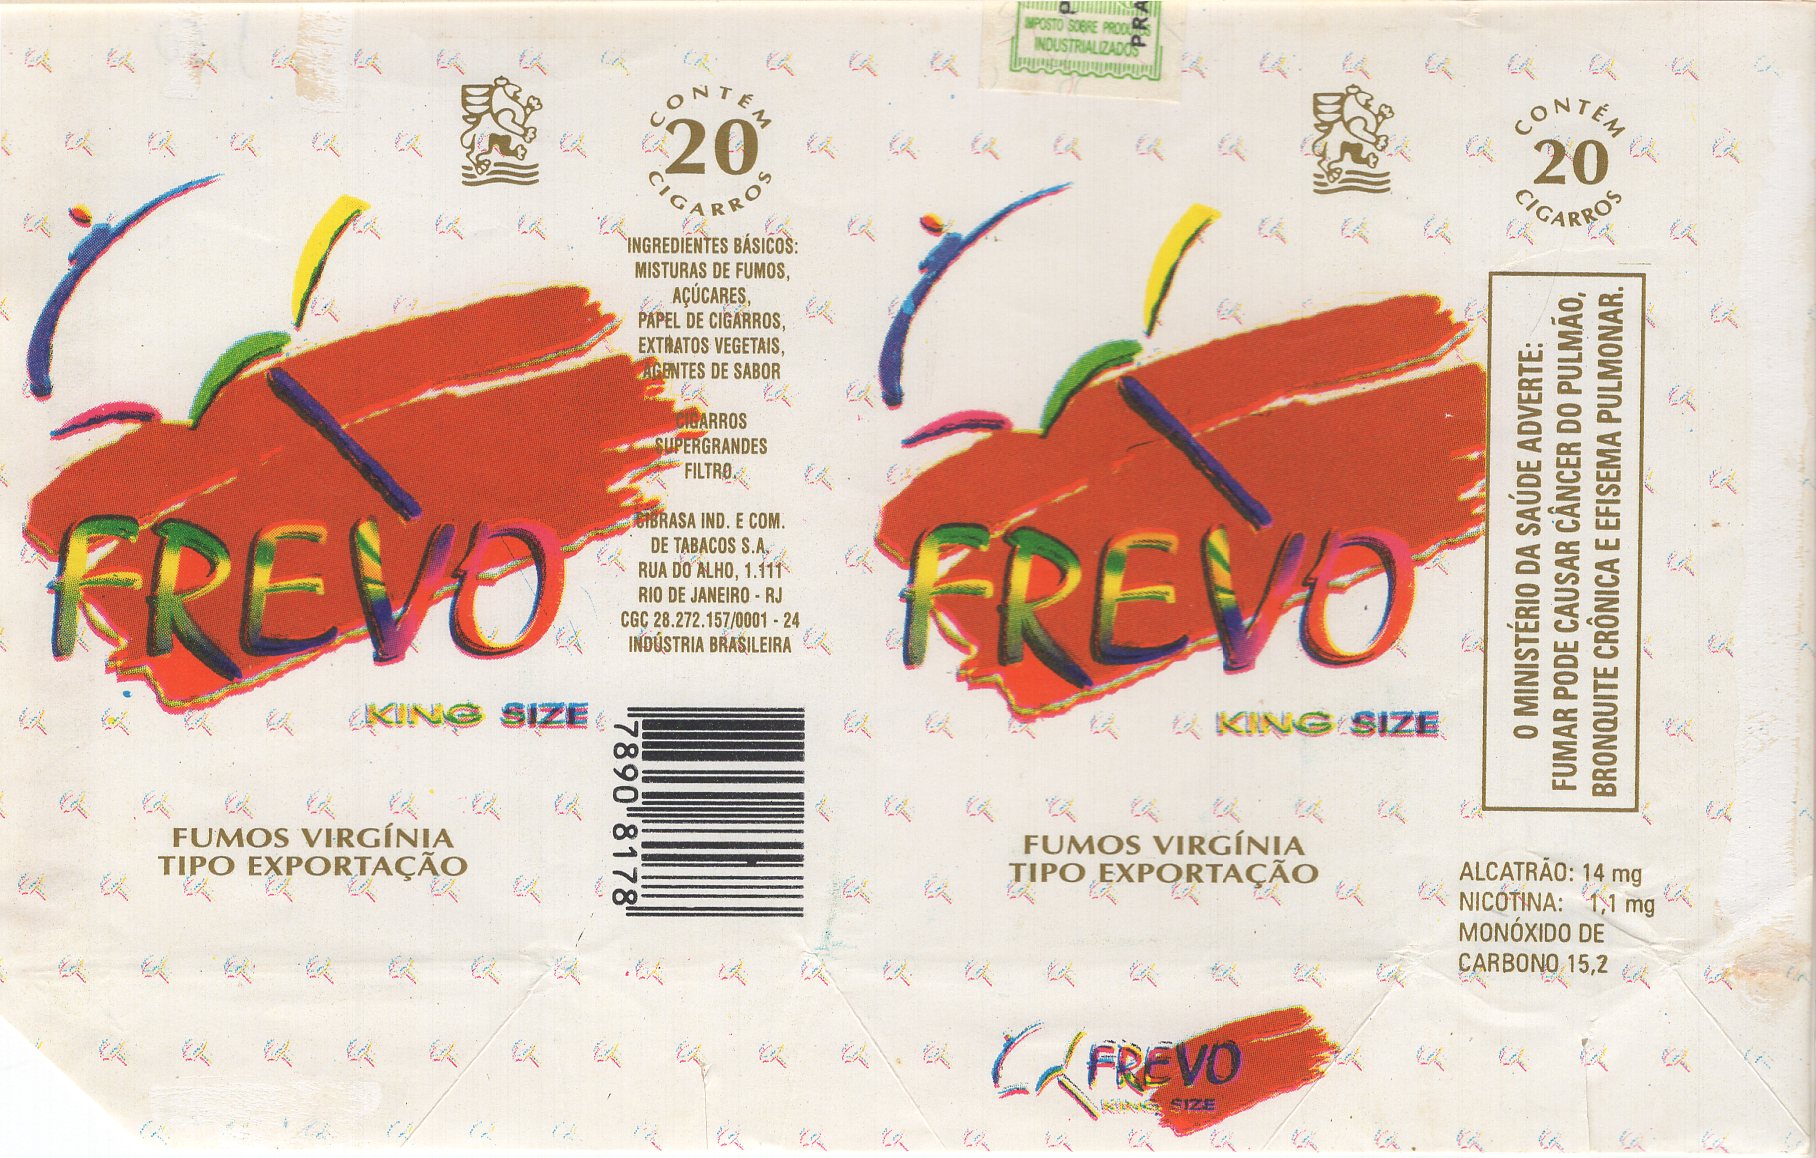 IMPOSTO SOBRE PRODUTOS
INDUSTRIALIZADOS
CONTÉM
20
CIGARROS
INGREDIENTES BÁSICOS:
MISTURAS DE FUMOS,
AÇÚCARES,
PAPEL DE CIGARROS,
EXTRATOS VEGETAIS,
AGENTES DE SABOR
CIGARROS
SUPERGRANDES
FILTRO.
CIBRASA IND. E COM.
DE TABACOS S.A.
RUA DO ALHO, 1.111
RIO DE JANEIRO - RJ
CGC 28.272.157/0001 - 24
INDÚSTRIA BRASILEIRA
FREVO
KING SIZE
FUMOS VIRGÍNIA
TIPO EXPORTAÇÃO
7890 8178
FREVO
KING SIZE
FUMOS VIRGÍNIA
TIPO EXPORTAÇÃO
CONTÉM
20
CIGARROS
O MINISTÉRIO DA SAÚDE ADVERTE:
FUMAR PODE CAUSAR CÂNCER DO PULMÃO,
BRONQUITE CRÔNICA E EFISEMA PULMONAR.
ALCATRÃO: 14 mg
NICOTINA: 1,1 mg
MONÓXIDO DE
CARBONO 15,2
FREVO
KING SIZE